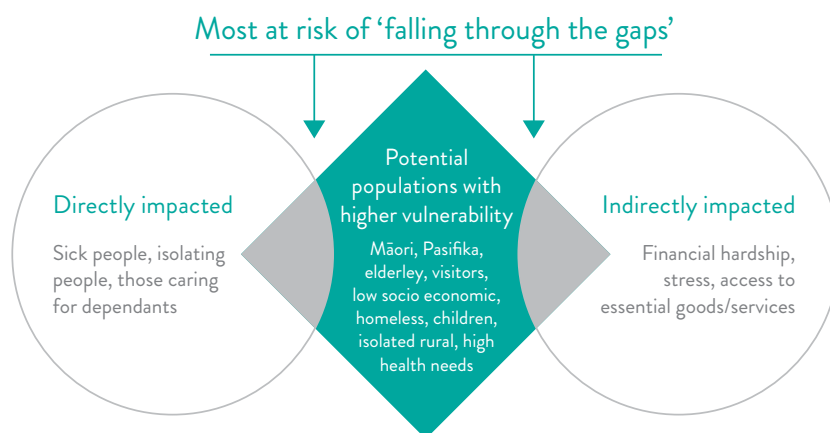 Most at risk of ‘falling through the gaps’
Directly impacted
Sick people, isolating
people, those caring
for dependants
Potential
populations with
higher vulnerability
Māori, Pasifika,
elderley, visitors,
low socio economic,
homeless, children,
isolated rural, high
health needs
Indirectly impacted
Financial hardship,
stress, access to
essential goods/services